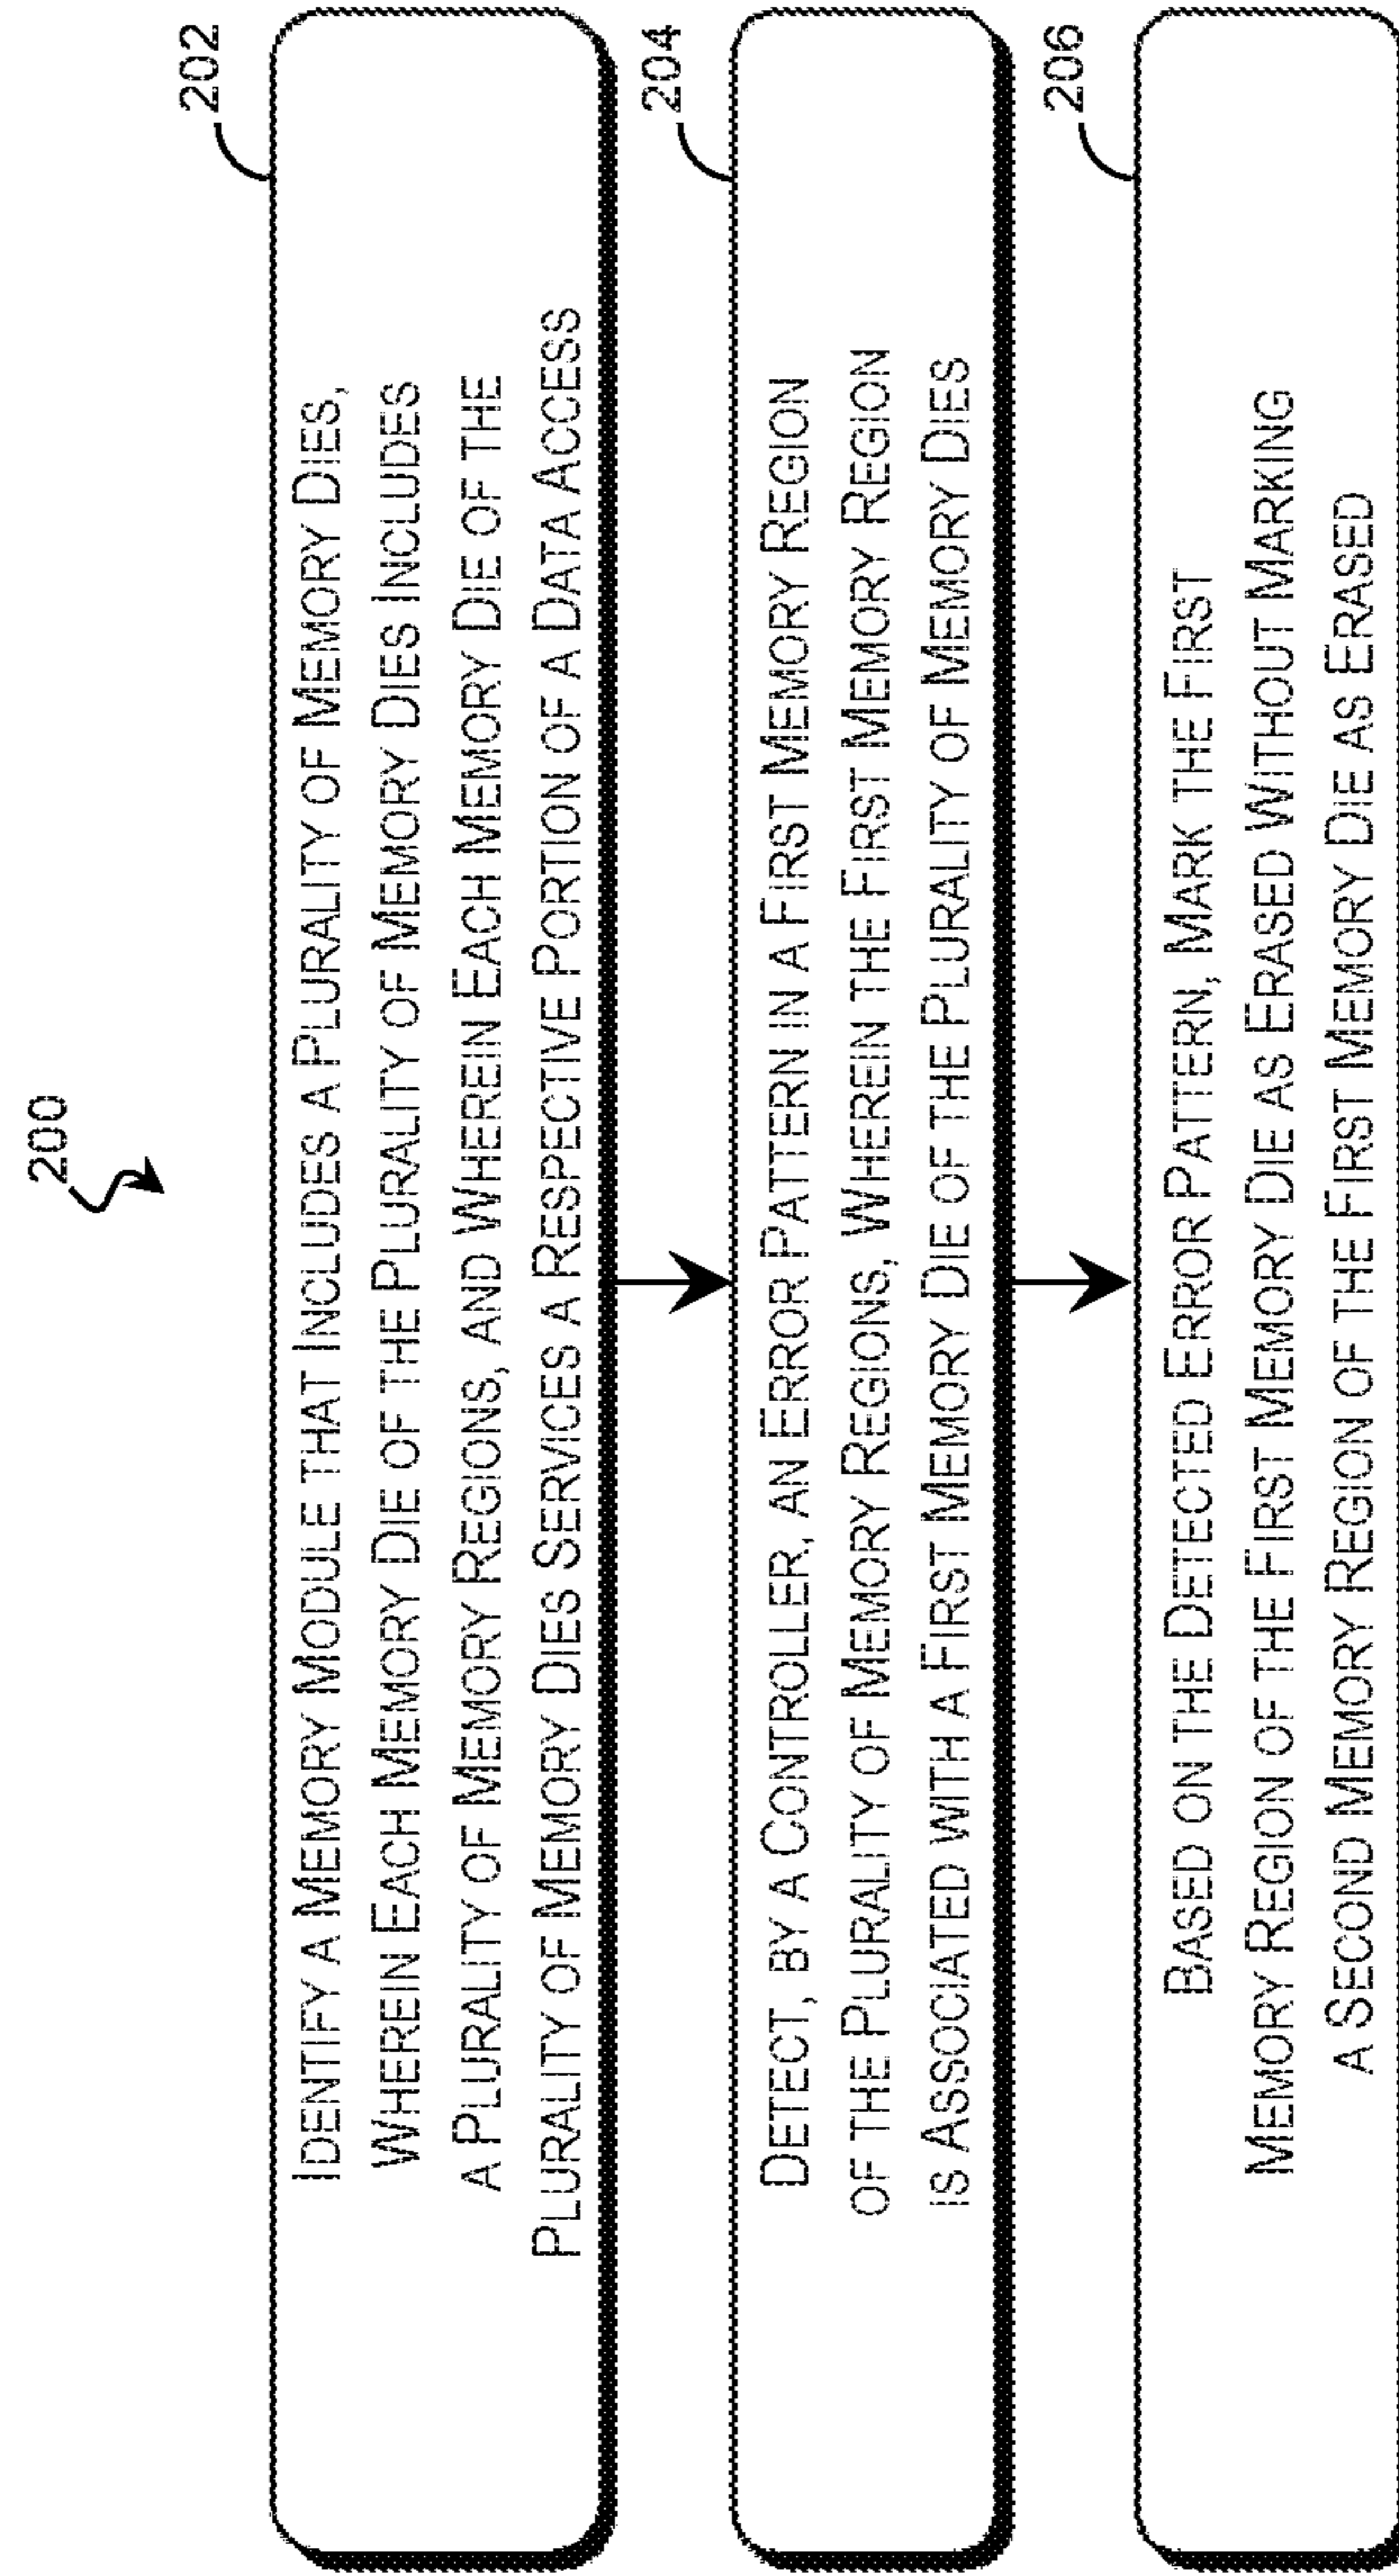 200
202
IDENTIFY A MEMORY MODULE THAT INCLUDES A PLURALITY OF MEMORY DIES,
WHEREIN EACH MEMORY DIE OF THE PLURALITY OF MEMORY DIES INCLUDES
A PLURALITY OF MEMORY REGIONS, AND WHEREIN EACH MEMORY DIE OF THE
PLURALITY OF MEMORY DIES SERVICES A RESPECTIVE PORTION OF A DATA ACCESS
204
DETECT, BY A CONTROLLER, AN ERROR PATTERN IN A FIRST MEMORY REGION
OF THE PLURALITY OF MEMORY REGIONS, WHEREIN THE FIRST MEMORY REGION
IS ASSOCIATED WITH A FIRST MEMORY DIE OF THE PLURALITY OF MEMORY DIES
206
BASED ON THE DETECTED ERROR PATTERN, MARK THE FIRST
MEMORY REGION OF THE FIRST MEMORY DIE AS ERASED WITHOUT MARKING
A SECOND MEMORY REGION OF THE FIRST MEMORY DIE AS ERASED